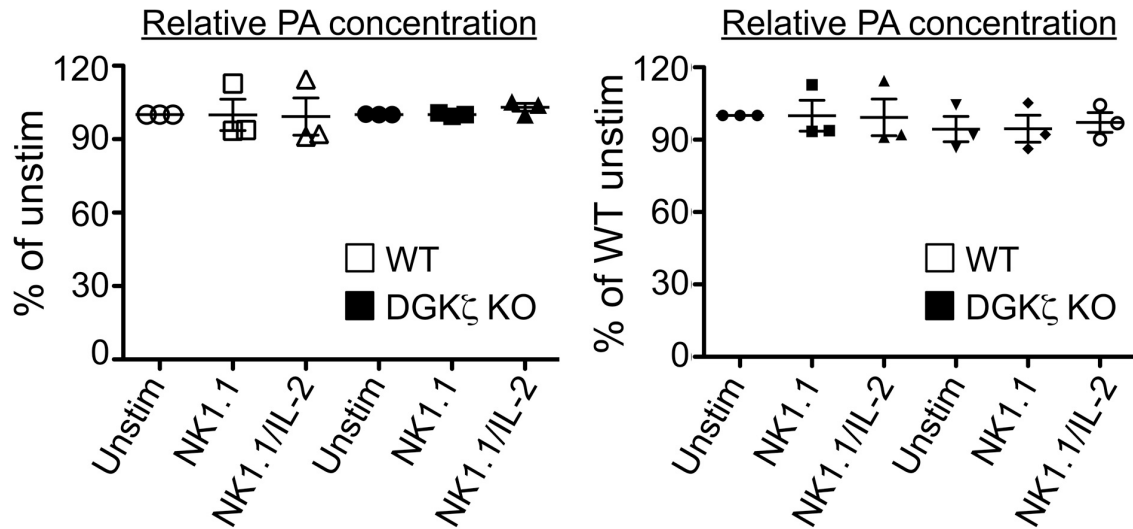 Relative PA concentration
% of unstim
120
90
60
30
0
WT
DGKζ KO
Unstim
NK1.1
NK1.1/IL-2
Unstim
NK1.1
NK1.1/IL-2
Relative PA concentration
% of WT unstim
120
90
60
30
0
WT
DGKζ KO
Unstim
NK1.1
NK1.1/IL-2
Unstim
NK1.1
NK1.1/IL-2